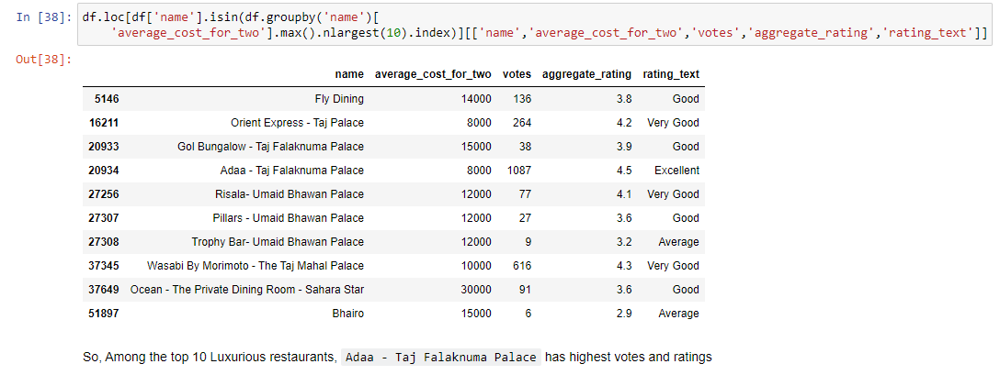 In [38]: df.loc[df['name'].isin(df.groupby('name')[
'average_cost_for_two'].max().nlargest(10).index)][['name','average_cost_for_two','votes','aggregate_rating','rating_text']]
Out[38]:
name average_cost_for_two votes aggregate_rating rating_text
5146 Fly Dining 14000 136 3.8 Good
16211 Orient Express - Taj Palace 8000 264 4.2 Very Good
20933 Gol Bungalow - Taj Falaknuma Palace 15000 38 3.9 Good
20934 Adaa - Taj Falaknuma Palace 8000 1087 4.5 Excellent
27256 Risala- Umaid Bhawan Palace 12000 77 4.1 Very Good
27307 Pillars - Umaid Bhawan Palace 12000 27 3.6 Good
27308 Trophy Bar- Umaid Bhawan Palace 12000 9 3.2 Average
37345 Wasabi By Morimoto - The Taj Mahal Palace 10000 616 4.3 Very Good
37649 Ocean - The Private Dining Room - Sahara Star 30000 91 3.6 Good
51897 Bhairo 15000 6 2.9 Average
So, Among the top 10 Luxurious restaurants, Adaa - Taj Falaknuma Palace has highest votes and ratings